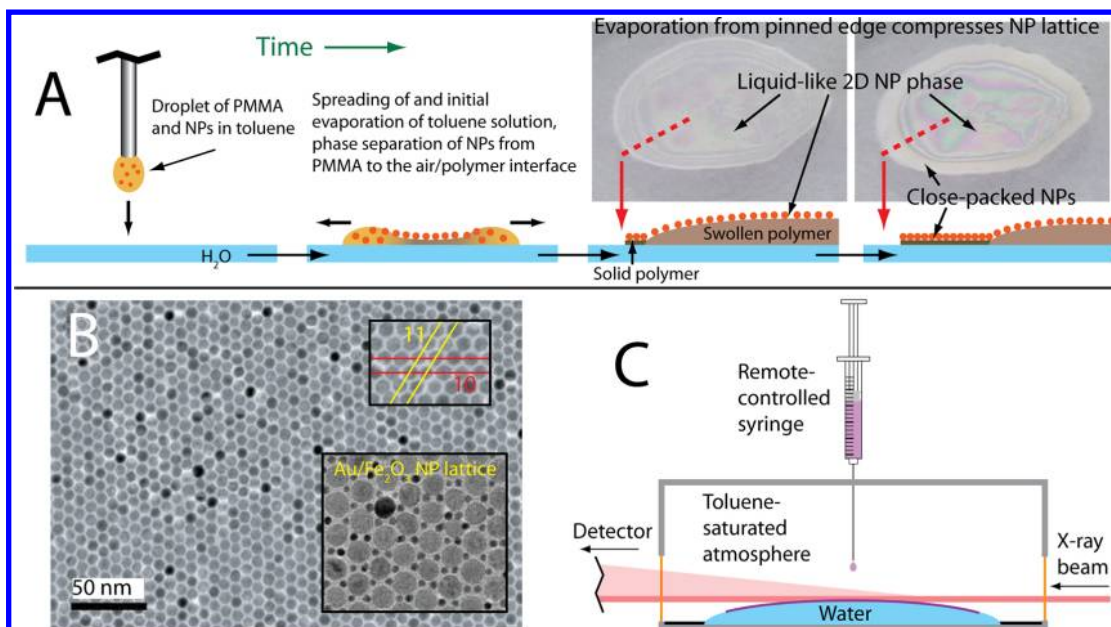 A
Time
Droplet of PMMA
and NPs in toluene
Spreading of and initial
evaporation of toluene solution,
phase separation of NPs from
PMMA to the air/polymer interface
Evaporation from pinned edge compresses NP lattice
Liquid-like 2D NP phase
Close-packed NPs
H₂O
Swollen polymer
Solid polymer
B
11
10
Au/Fe₂O₃ NP lattice
50 nm
C
Remote-
controlled
syringe
Toluene-
saturated
atmosphere
Detector
X-ray
beam
Water